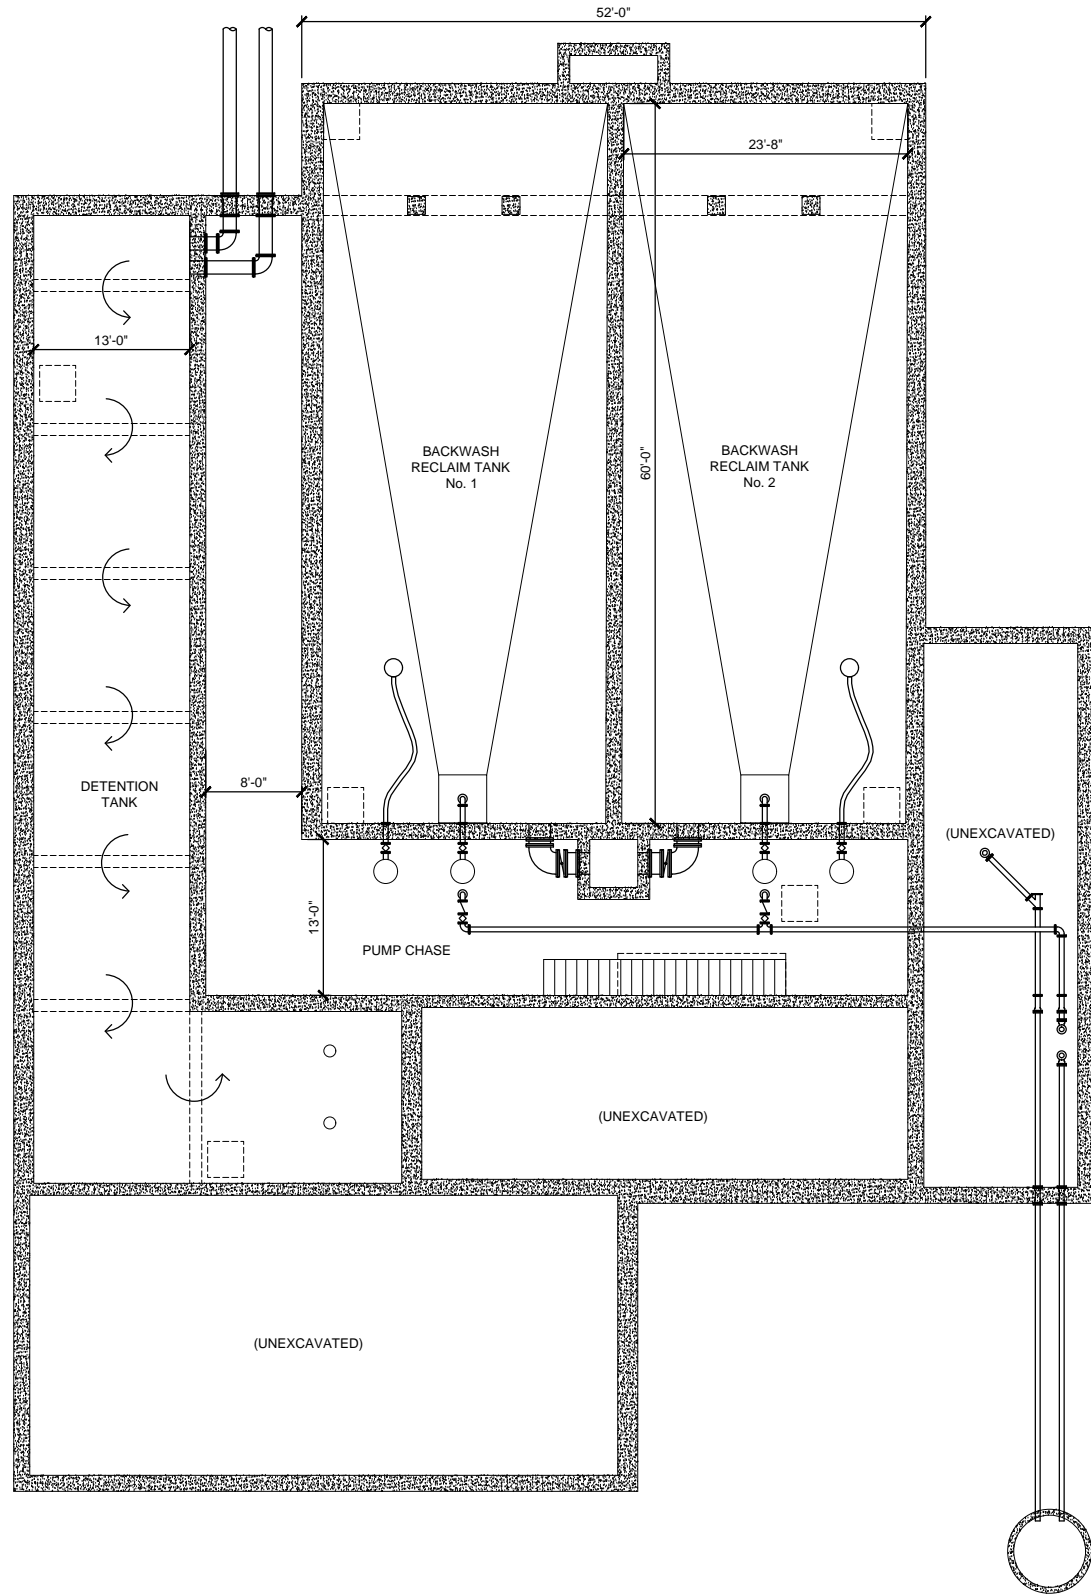 52'-0"
23'-8"
13'-0"
BACKWASH
RECLAIM TANK
No. 1
60'-0"
BACKWASH
RECLAIM TANK
No. 2
DETENTION
TANK
8'-0"
(UNEXCAVATED)
13'-0"
PUMP CHASE
(UNEXCAVATED)
(UNEXCAVATED)